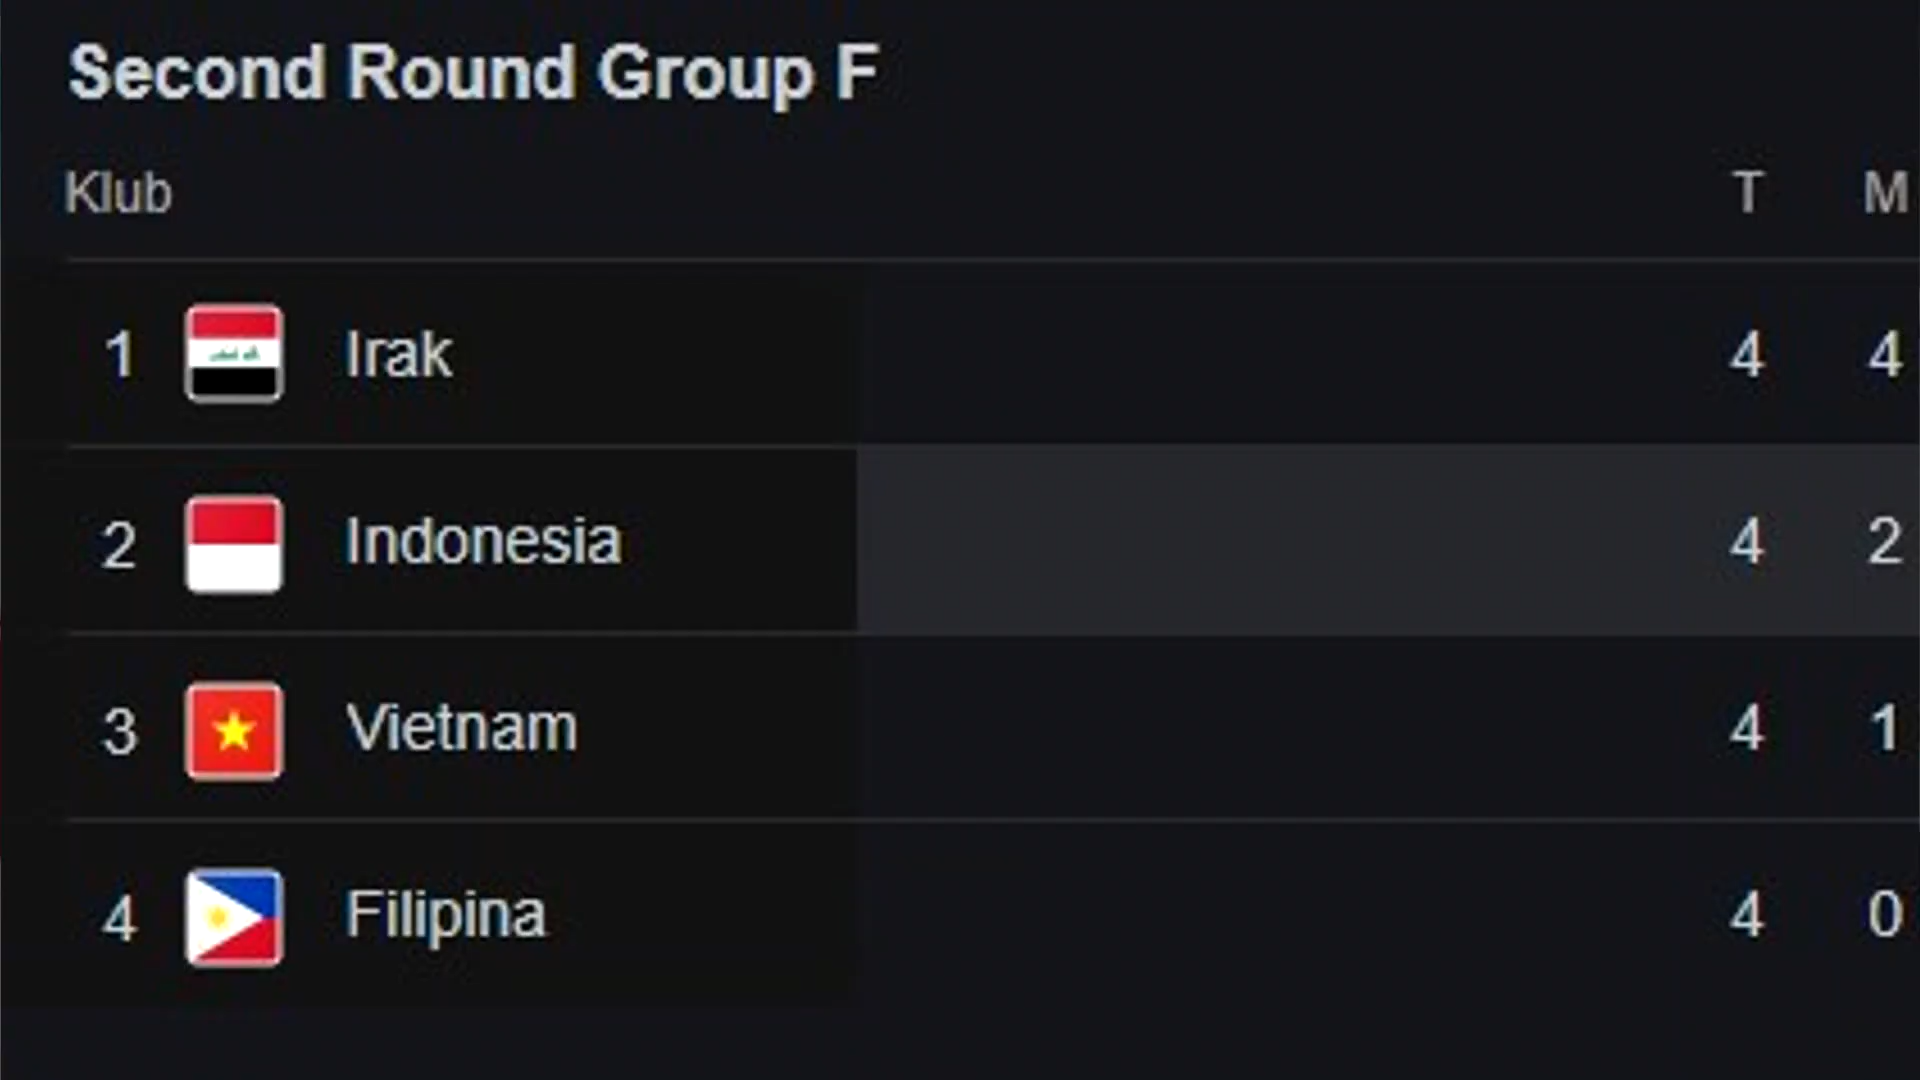 Second Round Group F
Klub T M
1 Irak 4 4
2 Indonesia 4 2
3 Vietnam 4 1
4 Filipina 4 0